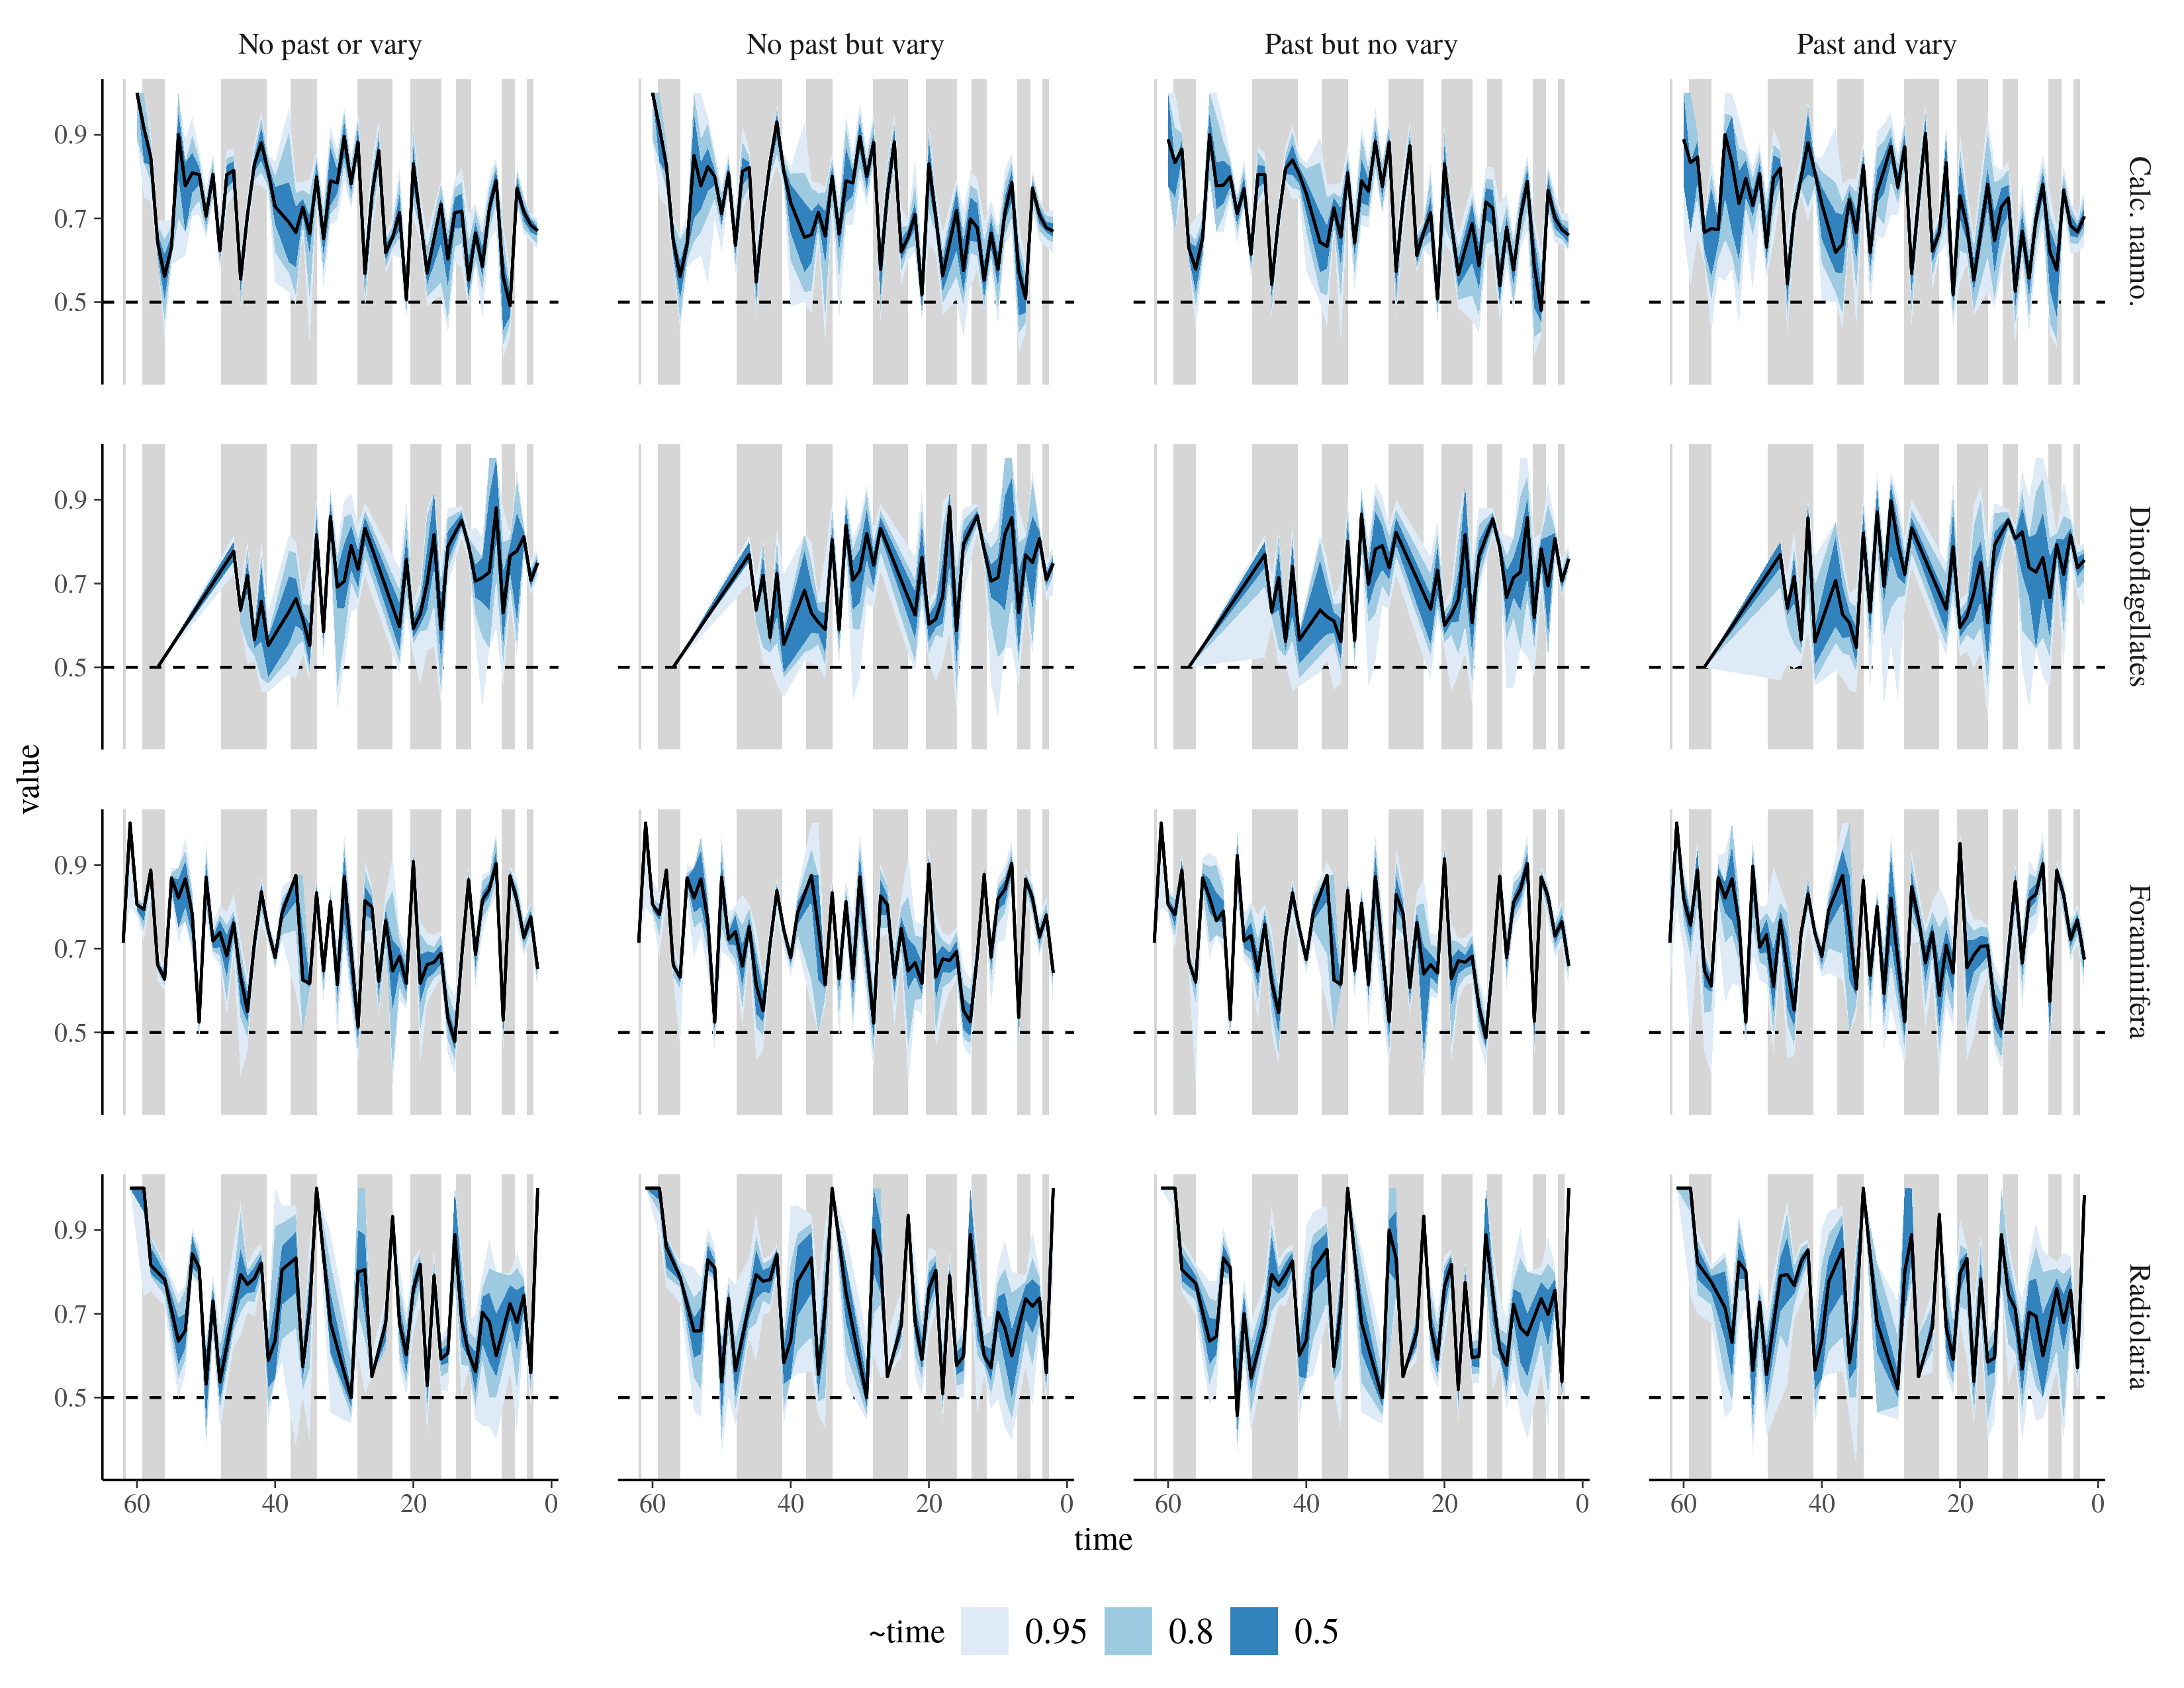 No past or vary No past but vary Past but no vary Past and vary
0.9
0.7
0.5
Calc. nanno.
0.9
0.7
0.5
Dinoflagellates
value
0.9
0.7
0.5
Foraminifera
0.9
0.7
0.5
Radiolaria
60 40 20 0 60 40 20 0 60 40 20 0 60 40 20 0
time
~time 0.95 0.8 0.5